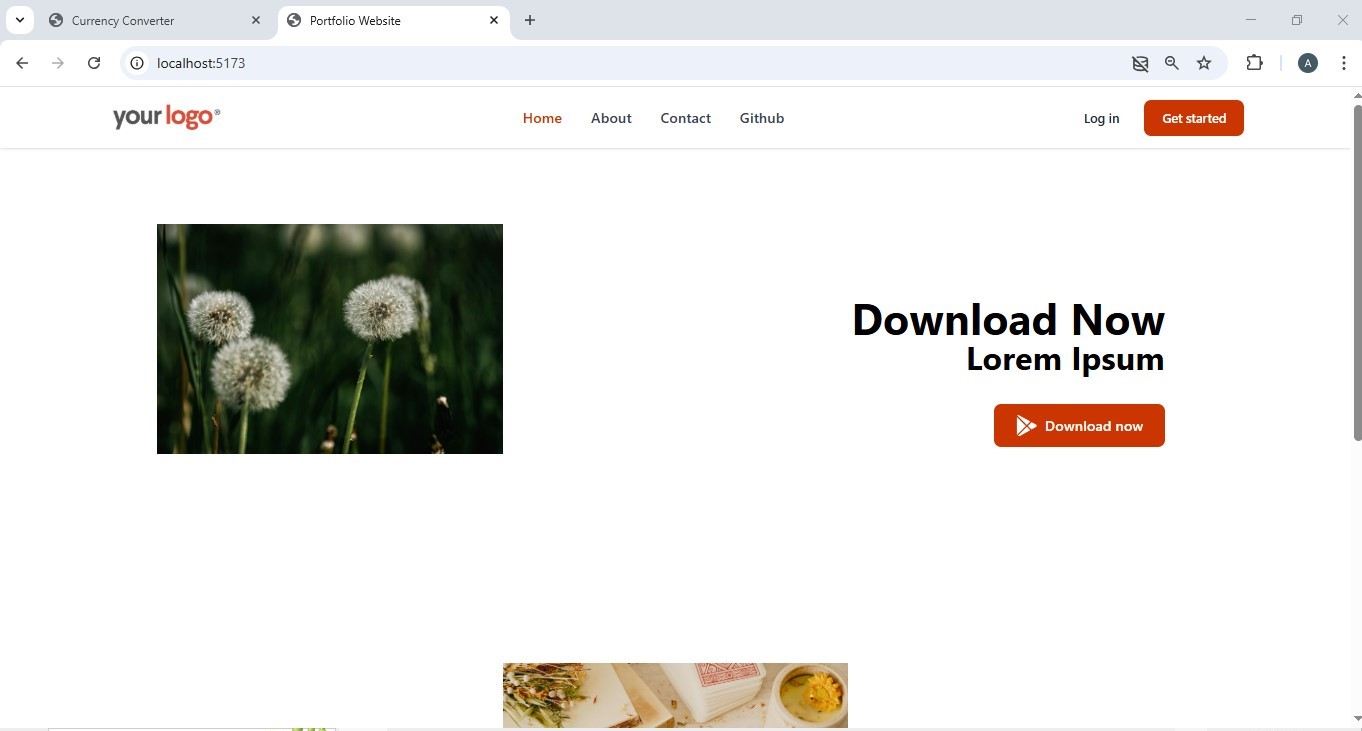 Currency Converter
Portfolio Website
localhost:5173
A
your logo®
Home About Contact Github
Log in Get started
Download Now
Lorem Ipsum
Download now